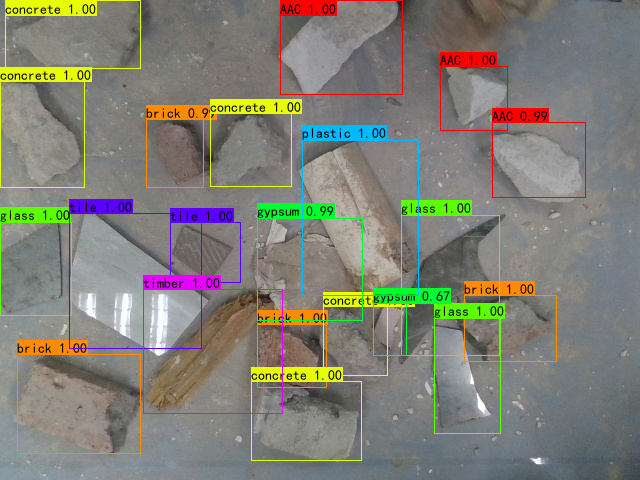 concrete 1.00
AAC 1.00
AAC 1.00
concrete 1.00
brick 0.9
concrete 1.00
AAC 0.99
plastic 1.00
tile 1.00
glass 1.00
tile 1.00
gypsum 0.99
glass 1.00
timber 1.00
concrete
gypsum 0.67
brick 1.00
brick 1.00
glass 1.00
brick 1.00
concrete 1.00